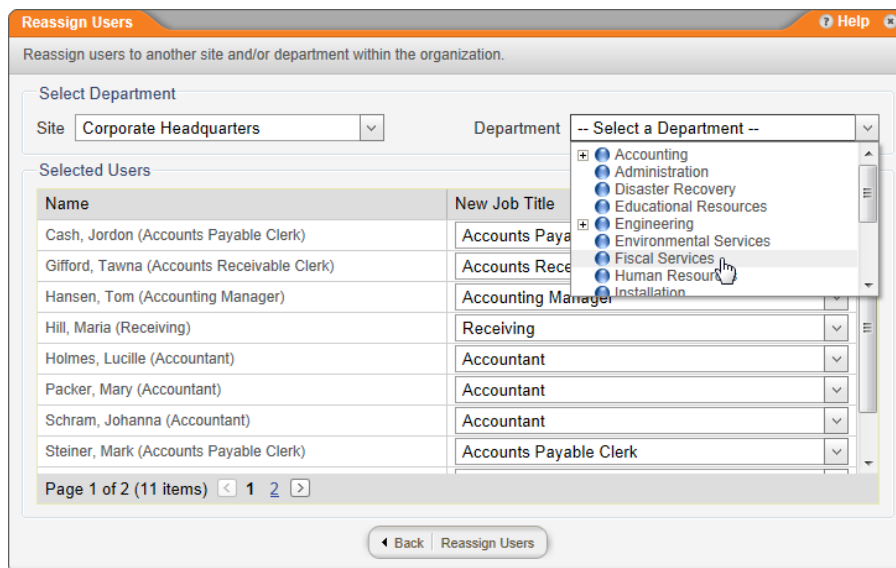 Reassign Users
Help
Reassign users to another site and/or department within the organization.
Select Department
Site Corporate Headquarters
Department -- Select a Department --
Accounting
Administration
Disaster Recovery
Educational Resources
Engineering
Environmental Services
Fiscal Services
Human
Installation
Selected Users
Name New Job Title
Cash, Jordon (Accounts Payable Clerk) Accounts
Gifford, Tawna (Accounts Receivable Clerk) Accounts
Hansen, Tom (Accounting Manager) Accounting Manager
Hill, Maria (Receiving) Receiving
Holmes, Lucille (Accountant) Accountant
Packer, Mary (Accountant) Accountant
Schram, Johanna (Accountant) Accountant
Steiner, Mark (Accounts Payable Clerk) Accounts Payable Clerk
Page 1 of 2 (11 items) < 1 2 >
Back Reassign Users